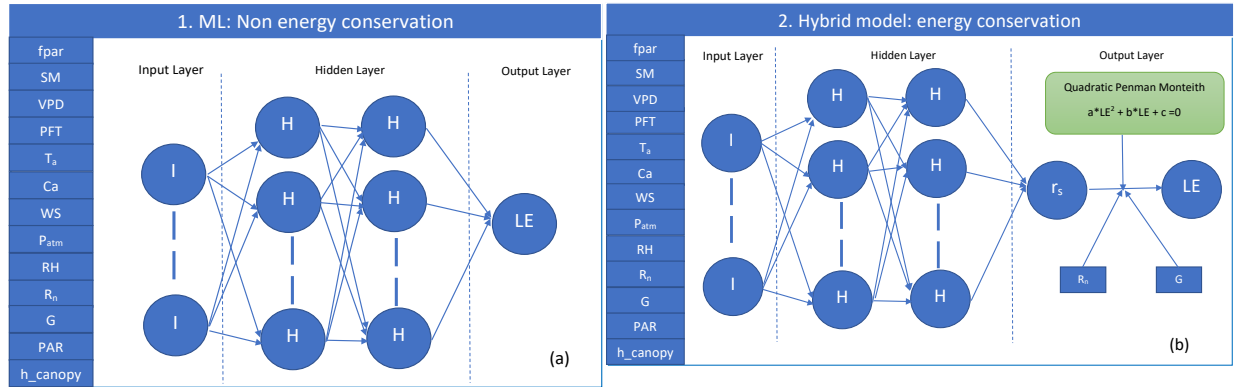 1. ML: Non energy conservation
fpar
SM
VPD
PFT
Tₐ
Ca
WS
Pₐₜₘ
RH
Rₙ
G
PAR
h_canopy
Input Layer
Hidden Layer
Output Layer
I
I
H
H
H
H
H
H
LE
(a)
2. Hybrid model: energy conservation
fpar
SM
VPD
PFT
Tₐ
Ca
WS
Pₐₜₘ
RH
Rₙ
G
PAR
h_canopy
Input Layer
Hidden Layer
Output Layer
I
I
H
H
H
H
H
H
Quadratic Penman Monteith
a*LE² + b*LE + c =0
rₛ
LE
Rₙ
G
(b)